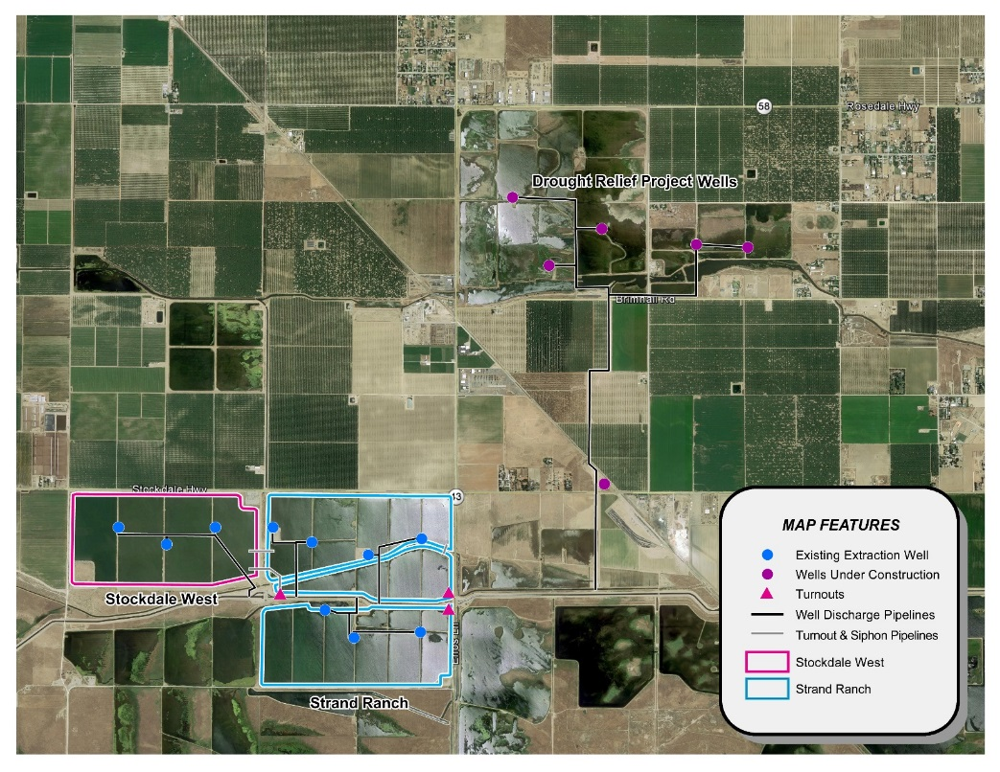 58
Rosedale Hwy
Drought Relief Project Wells
Brimhall Rd
Stockdale Hwy
43
Stockdale West
Strand Ranch
MAP FEATURES
Existing Extraction Well
Wells Under Construction
Turnouts
Well Discharge Pipelines
Turnout & Siphon Pipelines
Stockdale West
Strand Ranch